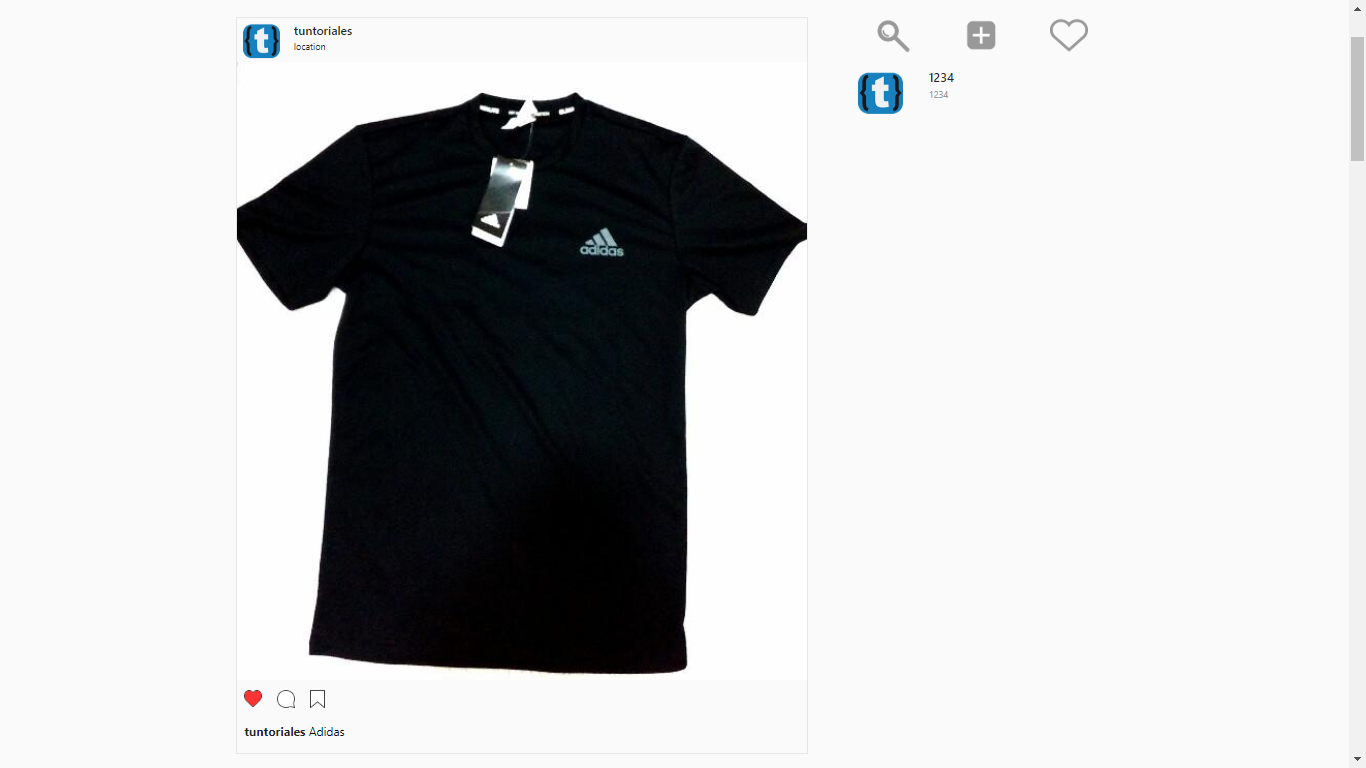 t
tuntoriales
location
adidas
tuntoriales Adidas
{t}
1234
1234